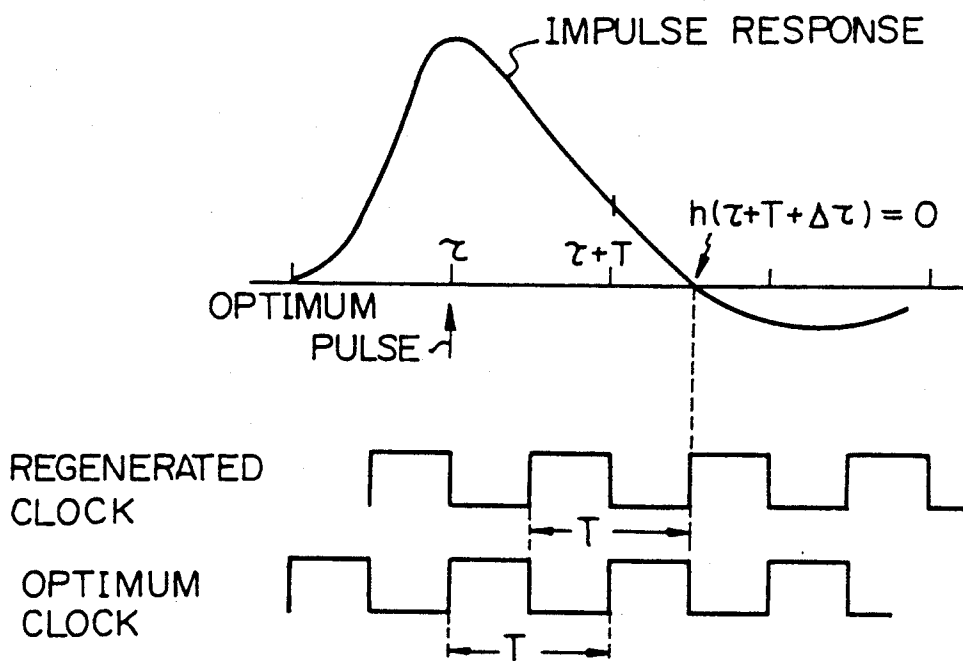 IMPULSE RESPONSE
h(τ+T+Δτ)=0
τ
τ+T
OPTIMUM
PULSE
REGENERATED
CLOCK
T
OPTIMUM
CLOCK
T